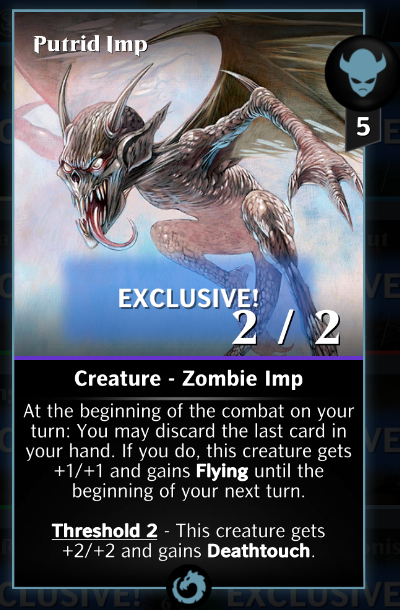 Putrid Imp
5
EXCLUSIVE!
2 / 2
Creature - Zombie Imp
At the beginning of the combat on your
turn: You may discard the last card in
your hand. If you do, this creature gets
+1/+1 and gains Flying until the
beginning of your next turn.
Threshold 2 - This creature gets
+2/+2 and gains Deathtouch.